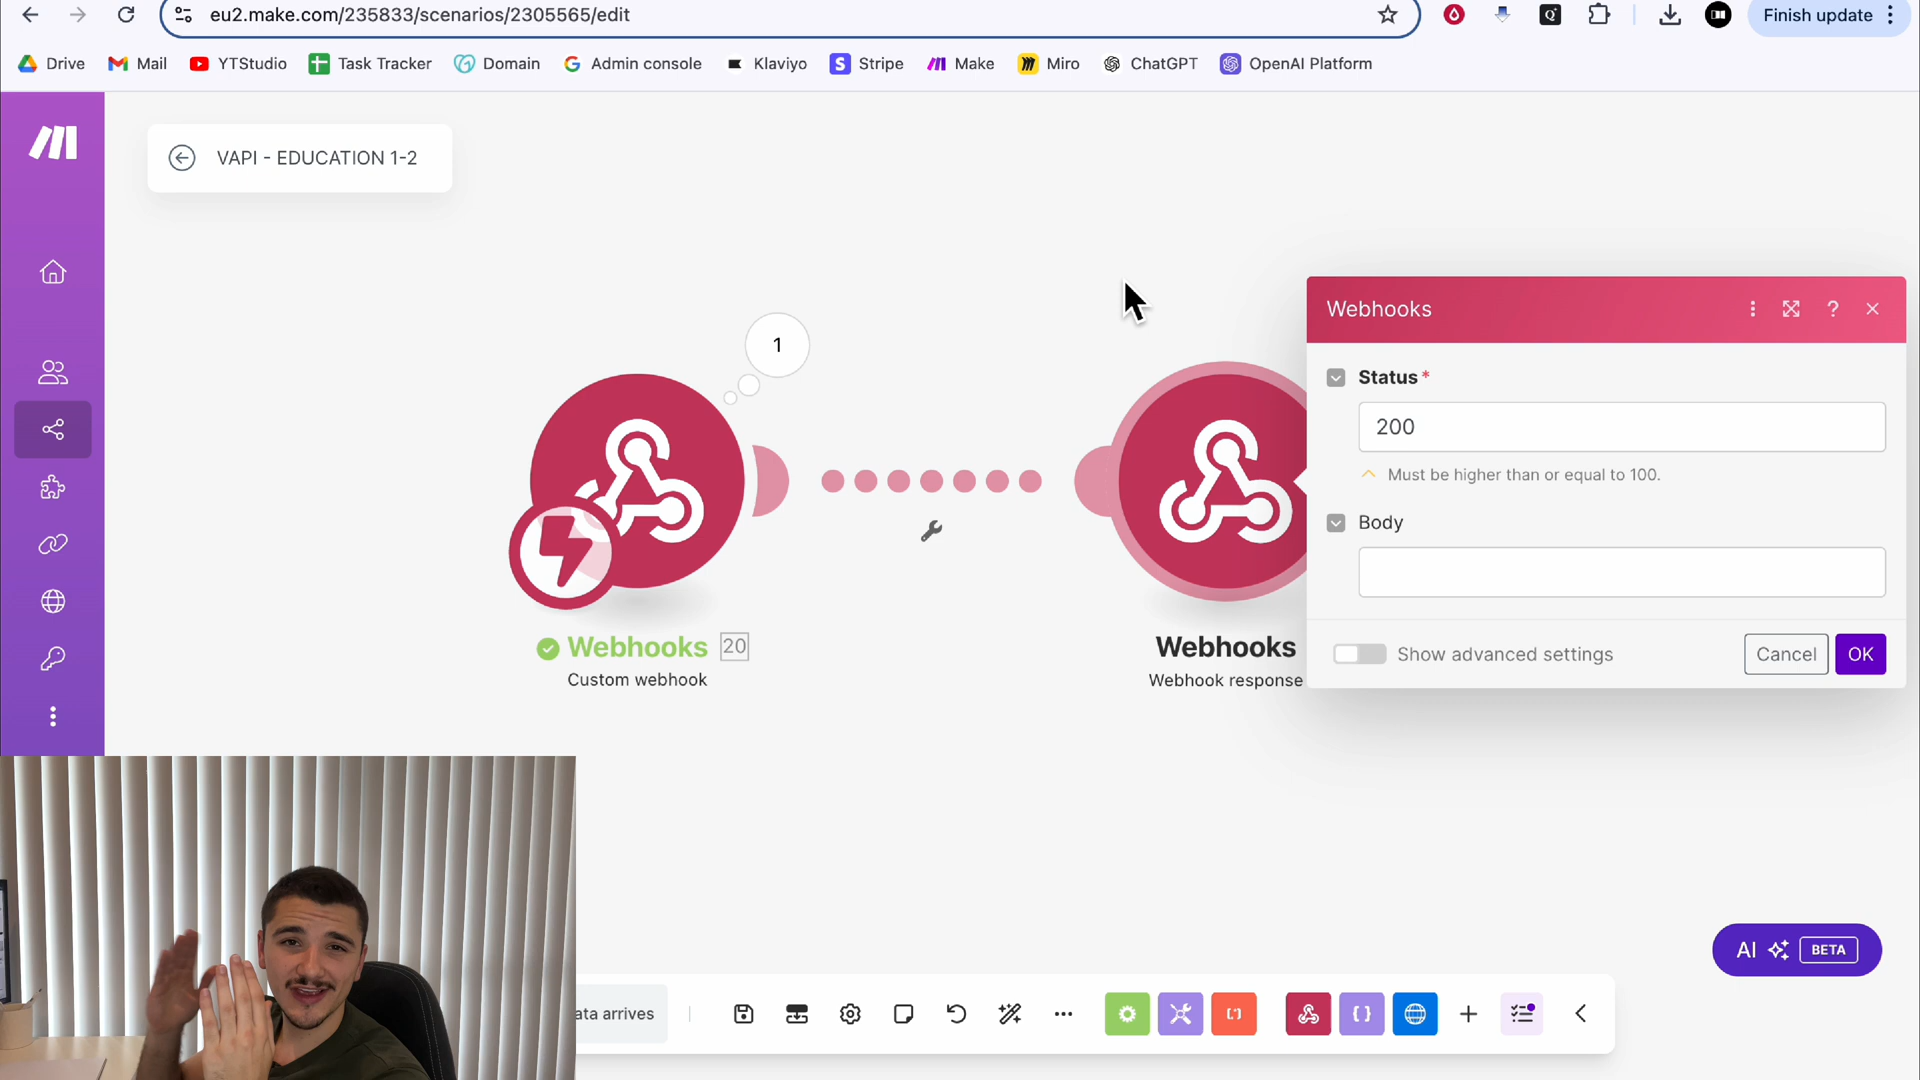 eu2.make.com/235833/scenarios/2305565/edit
Finish update
Drive
Mail
YTStudio
Task Tracker
Domain
Admin console
Klaviyo
Stripe
Make
Miro
ChatGPT
OpenAI Platform
VAPI - EDUCATION 1-2
1
Webhooks 20
Custom webhook
Webhooks
Webhook response
Webhooks
?
Status*
200
Must be higher than or equal to 100.
Body
Show advanced settings
Cancel
OK
AI BETA
ata arrives